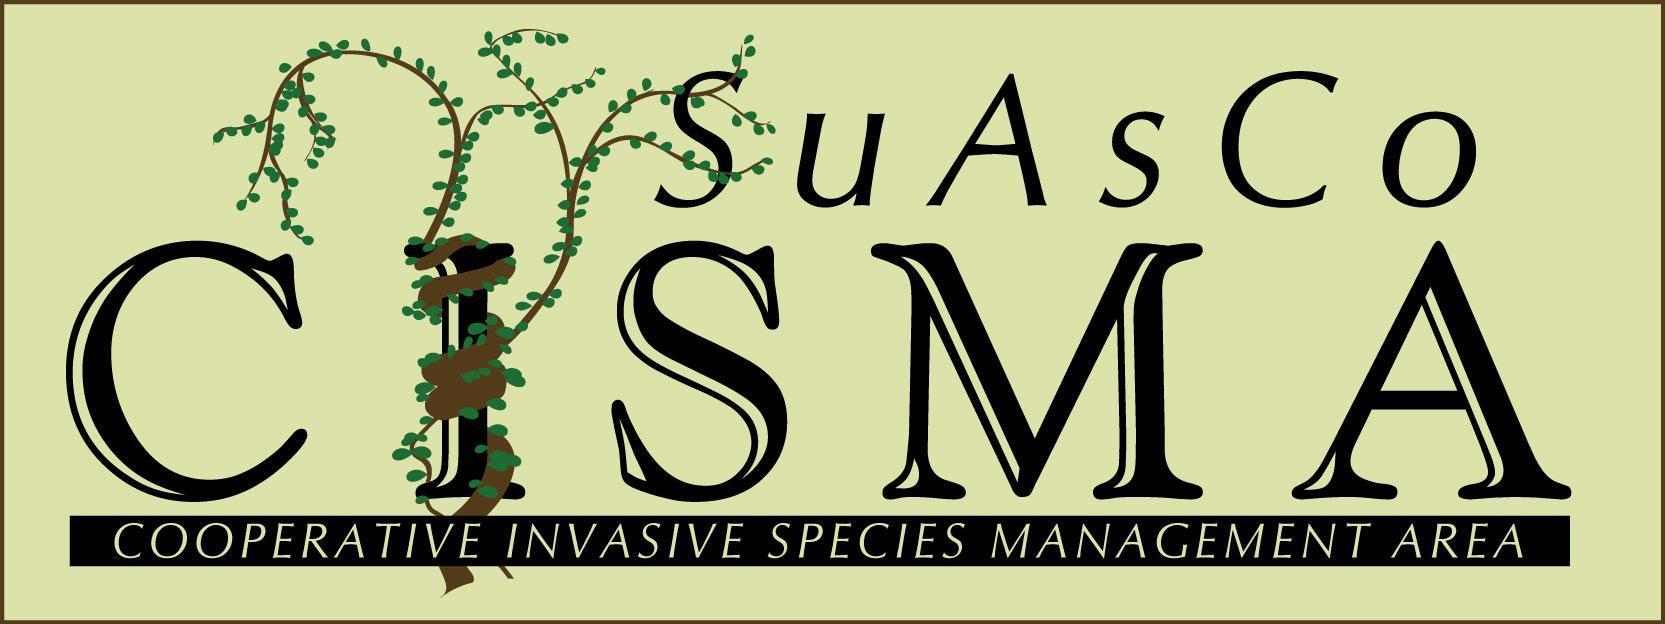 SuAsCo
CISMA
COOPERATIVE INVASIVE SPECIES MANAGEMENT AREA